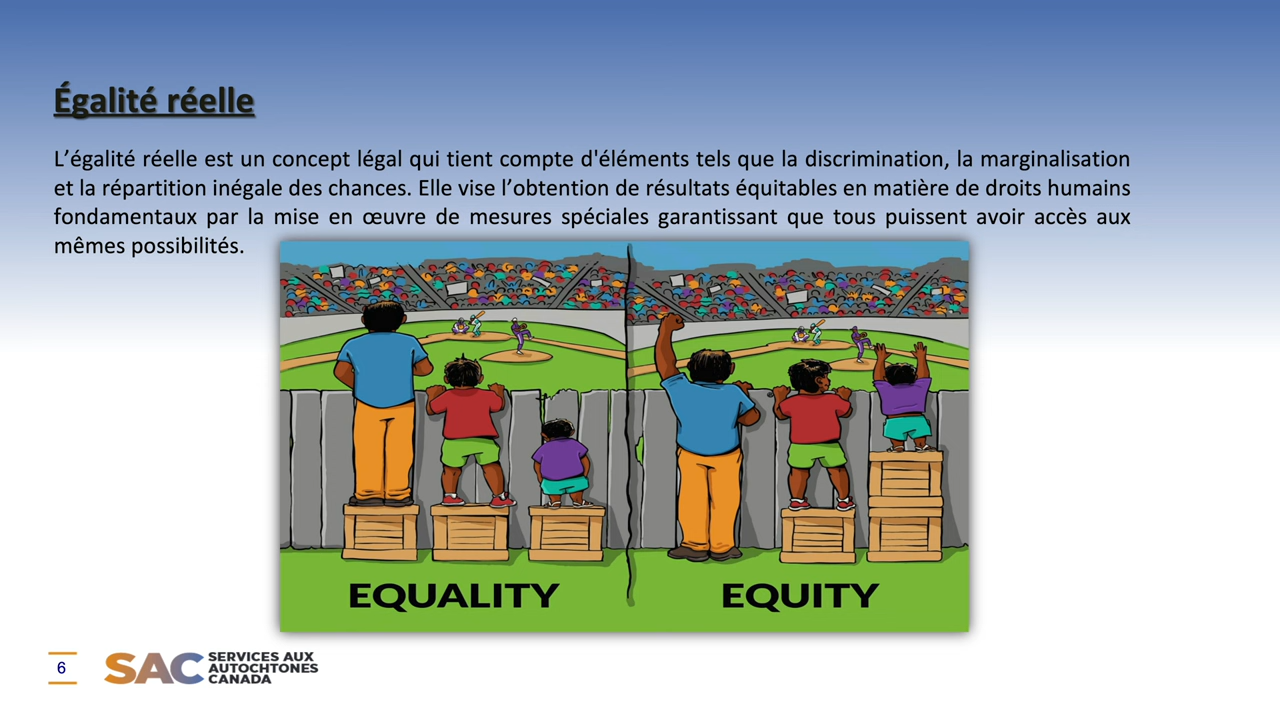 Égalité réelle
L’égalité réelle est un concept légal qui tient compte d'éléments tels que la discrimination, la marginalisation
et la répartition inégale des chances. Elle vise l’obtention de résultats équitables en matière de droits humains
fondamentaux par la mise en œuvre de mesures spéciales garantissant que tous puissent avoir accès aux
mêmes possibilités.
EQUALITY
EQUITY
6
SAC
SERVICES AUX
AUTOCHTONES
CANADA